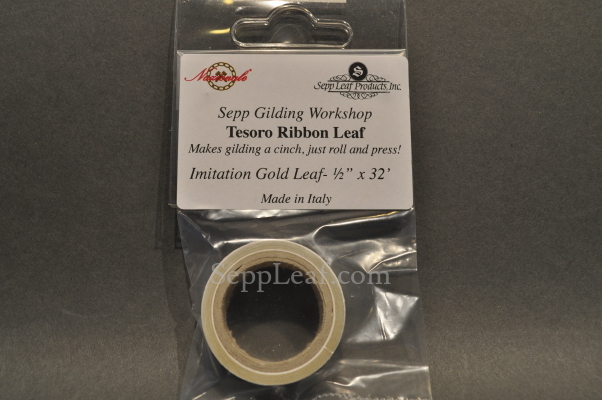 Sepp Leaf Products, Inc.
Sepp Gilding Workshop
Tesoro Ribbon Leaf
Makes gilding a cinch, just roll and press!
Imitation Gold Leaf- ½” x 32’
Made in Italy
SeppLeaf.com